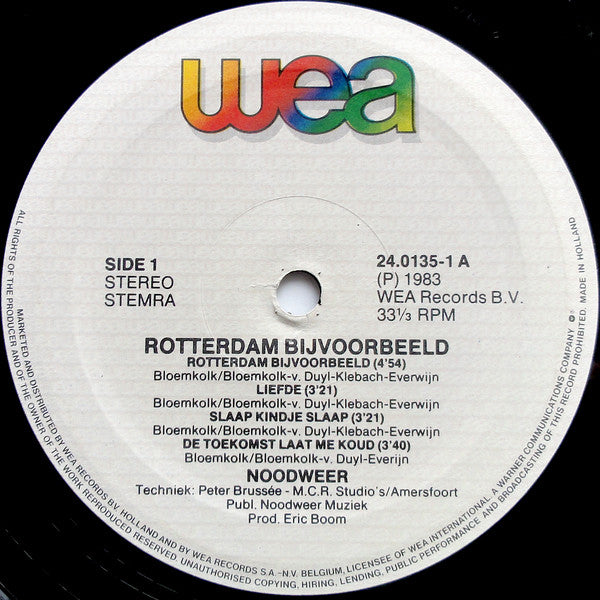 wea
SIDE 1
STEREO
STEMRA
24.0135-1 A
(P) 1983
WEA Records B.V.
33⅓ RPM
ROTTERDAM BIJVOORBEELD
ROTTERDAM BIJVOORBEELD (4'54)
Bloemkolk/Bloemkolk-v. Duyl-Klebach-Everwijn
LIEFDE (3'21)
Bloemkolk/Bloemkolk-v. Duyl-Klebach-Everwijn
SLAAP KINDJE SLAAP (3'21)
Bloemkolk/Bloemkolk-v. Duyl-Klebach-Everwijn
DE TOEKOMST LAAT ME KOUD (3'40)
Bloemkolk/Bloemkolk-v. Duyl-Everijn
NOODWEER
Techniek: Peter Brussée - M.C.R. Studio's/Amersfoort
Publ. Noodweer Muziek
Prod. Eric Boom
MARKETED AND DISTRIBUTED BY WEA RECORDS B.V. HOLLAND AND BY WEA RECORDS S.A.-N.V. BELGIUM, LICENSEE OF WEA INTERNATIONAL, A WARNER COMMUNICATIONS COMPANY ® MADE IN HOLLAND
ALL RIGHTS OF THE PRODUCER AND OF THE OWNER OF THE WORK REPRODUCED RESERVED. UNAUTHORISED COPYING, HIRING, LENDING, PUBLIC PERFORMANCE AND BROADCASTING OF THIS RECORD PROHIBITED.